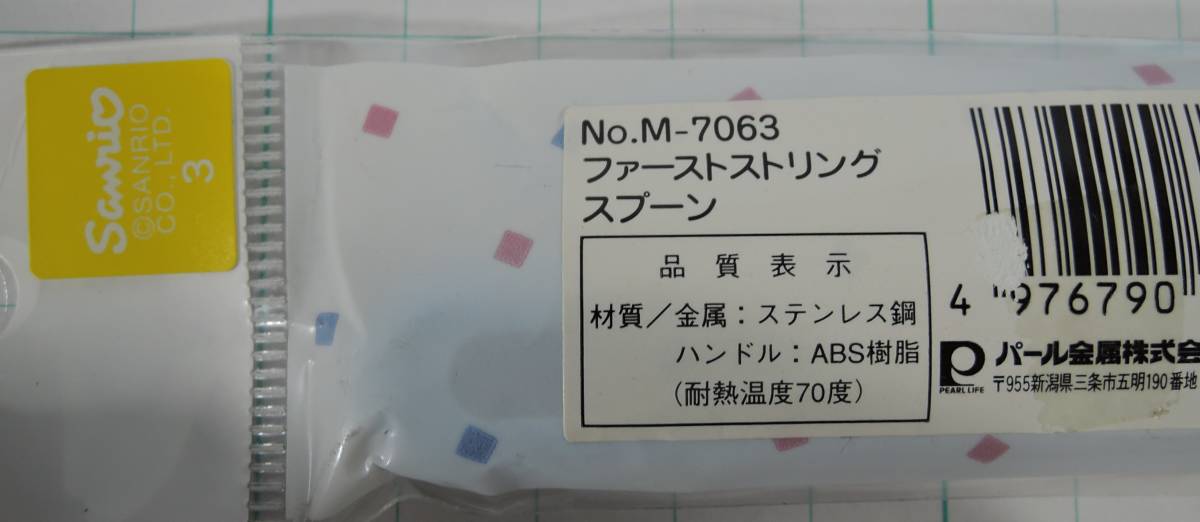 Sanrio
©SANRIO
CO., LTD.
3
No.M-7063
ファーストストリング
スプーン
品質表示
材質／金属：ステンレス鋼
ハンドル：ABS樹脂
（耐熱温度70度）
4 976790
PEARL LIFE
パール金属株式会
〒955新潟県三条市五明190番地